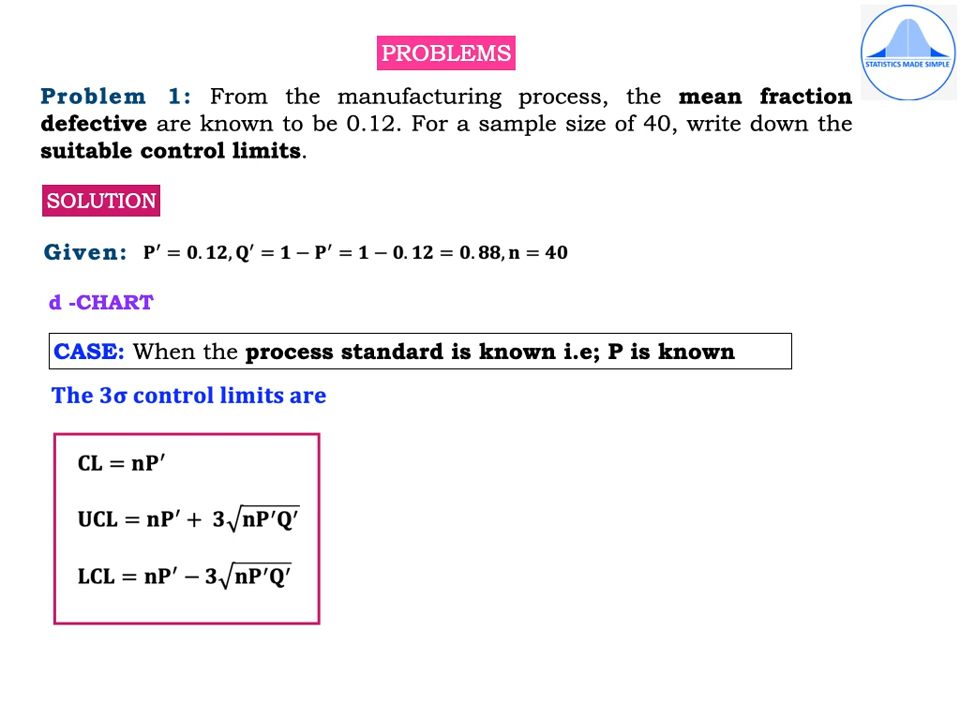 PROBLEMS
STATISTICS MADE SIMPLE
Problem 1: From the manufacturing process, the mean fraction
defective are known to be 0.12. For a sample size of 40, write down the
suitable control limits.
SOLUTION
Given: P′ = 0.12, Q′ = 1 − P′ = 1 − 0.12 = 0.88, n = 40
d -CHART
CASE: When the process standard is known i.e; P is known
The 3σ control limits are
CL = nP′
UCL = nP′ + 3√nP′Q′
LCL = nP′ − 3√nP′Q′